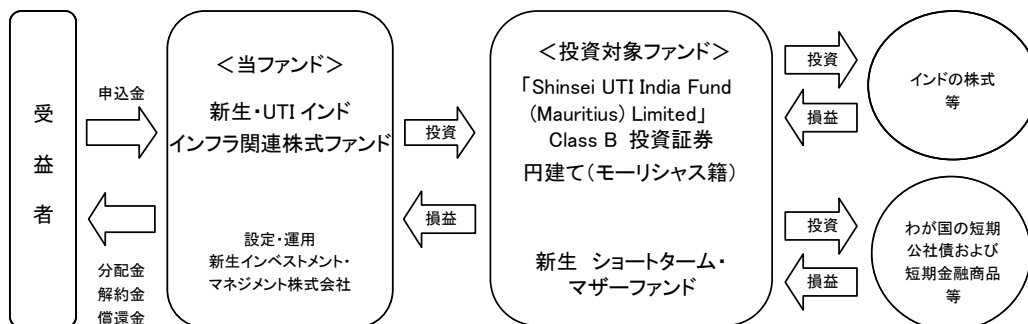 受
益
者
申込金
分配金
解約金
償還金
＜当ファンド＞
新生・UTI インド
インフラ関連株式ファンド
設定・運用
新生インベストメント・
マネジメント株式会社
投資
損益
＜投資対象ファンド＞
「Shinsei UTI India Fund
(Mauritius) Limited」
Class B 投資証券
円建て（モーリシャス籍）
新生 ショートターム・
マザーファンド
投資
損益
インドの株式
等
投資
損益
わが国の短期
公社債および
短期金融商品
等